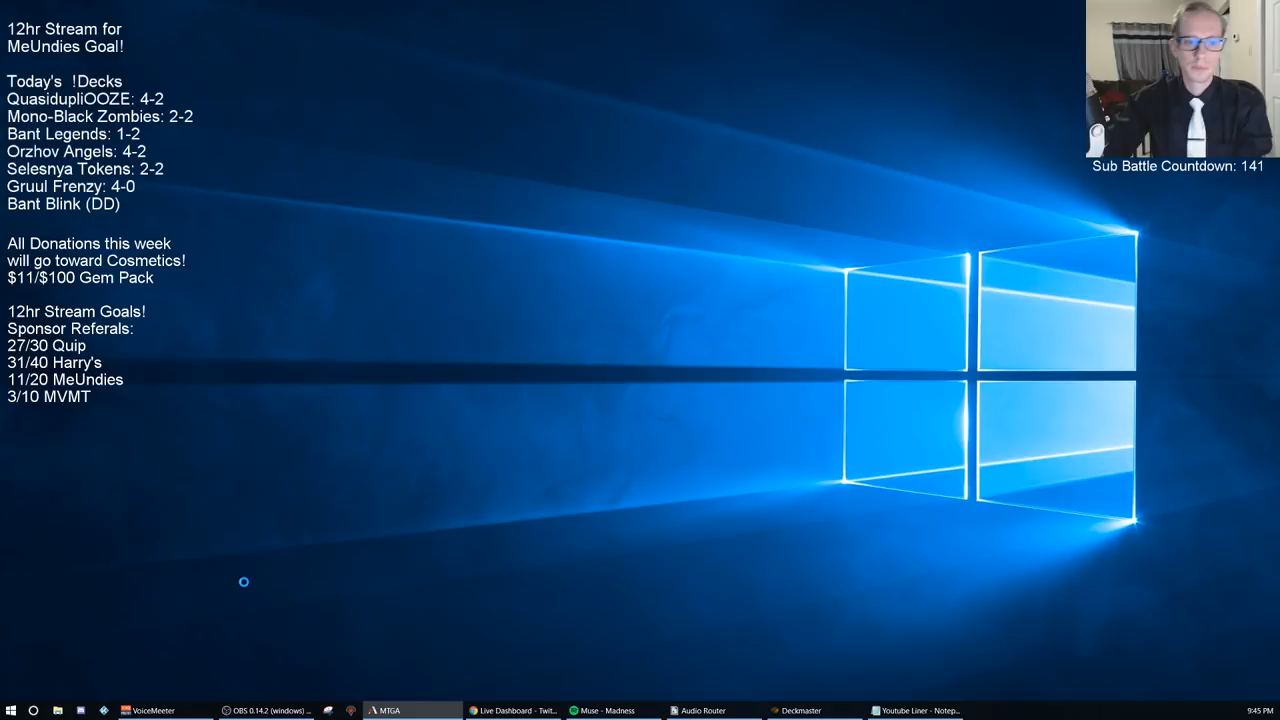 12hr Stream for
MeUndies Goal!
Today's !Decks
QuasidupliOOZE: 4-2
Mono-Black Zombies: 2-2
Bant Legends: 1-2
Orzhov Angels: 4-2
Selesnya Tokens: 2-2
Gruul Frenzy: 4-0
Bant Blink (DD)
All Donations this week
will go toward Cosmetics!
$11/$100 Gem Pack
12hr Stream Goals!
Sponsor Referals:
27/30 Quip
31/40 Harry's
11/20 MeUndies
3/10 MVMT
Sub Battle Countdown: 141
VoiceMeeter
OBS 0.14.2 (windows) ...
MTGA
Live Dashboard - Twit...
Muse - Madness
Audio Router
Deckmaster
Youtube Liner - Notep...
9:45 PM